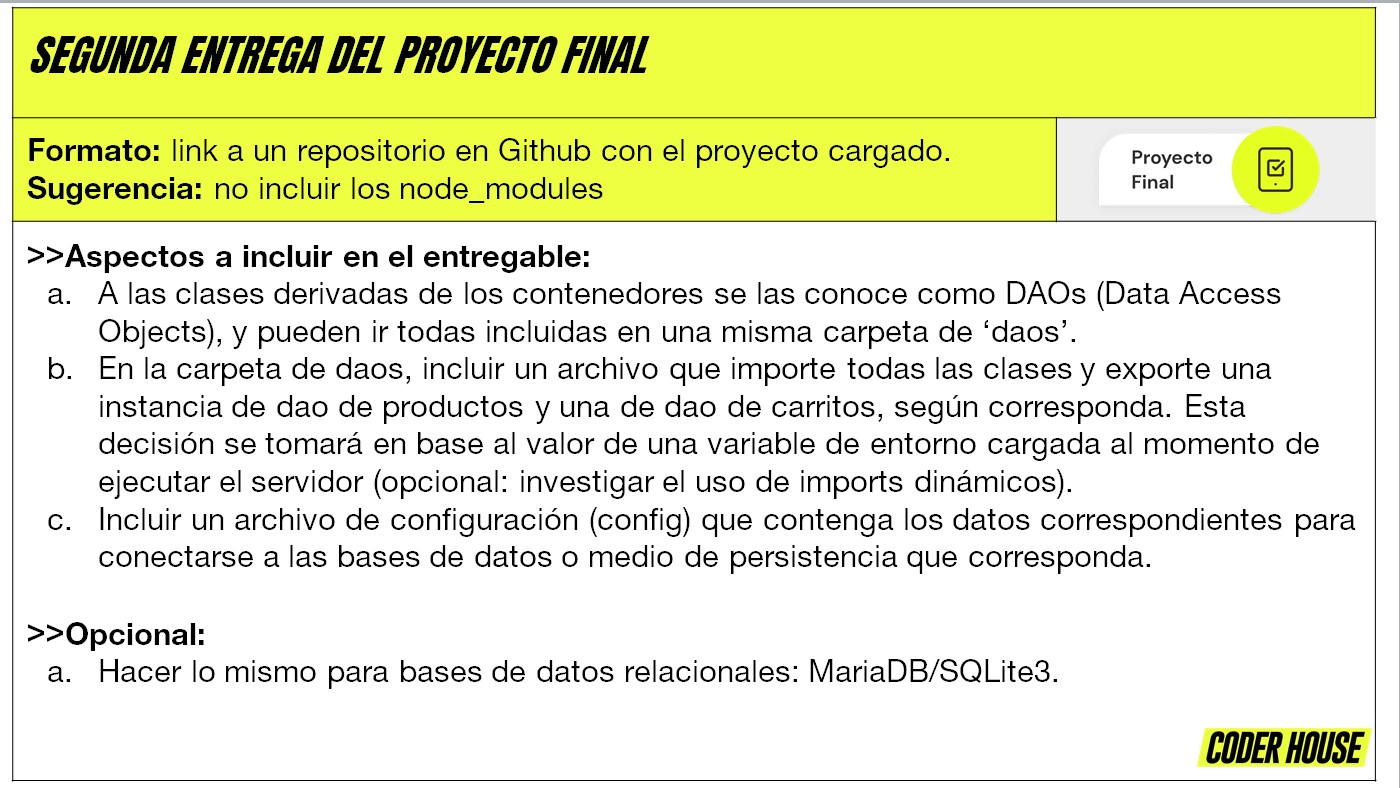 SEGUNDA ENTREGA DEL PROYECTO FINAL
Formato: link a un repositorio en Github con el proyecto cargado.
Sugerencia: no incluir los node_modules
Proyecto
Final
>>Aspectos a incluir en el entregable:
a. A las clases derivadas de los contenedores se las conoce como DAOs (Data Access
Objects), y pueden ir todas incluidas en una misma carpeta de ‘daos’.
b. En la carpeta de daos, incluir un archivo que importe todas las clases y exporte una
instancia de dao de productos y una de dao de carritos, según corresponda. Esta
decisión se tomará en base al valor de una variable de entorno cargada al momento de
ejecutar el servidor (opcional: investigar el uso de imports dinámicos).
c. Incluir un archivo de configuración (config) que contenga los datos correspondientes para
conectarse a las bases de datos o medio de persistencia que corresponda.
>>Opcional:
a. Hacer lo mismo para bases de datos relacionales: MariaDB/SQLite3.
CODER HOUSE